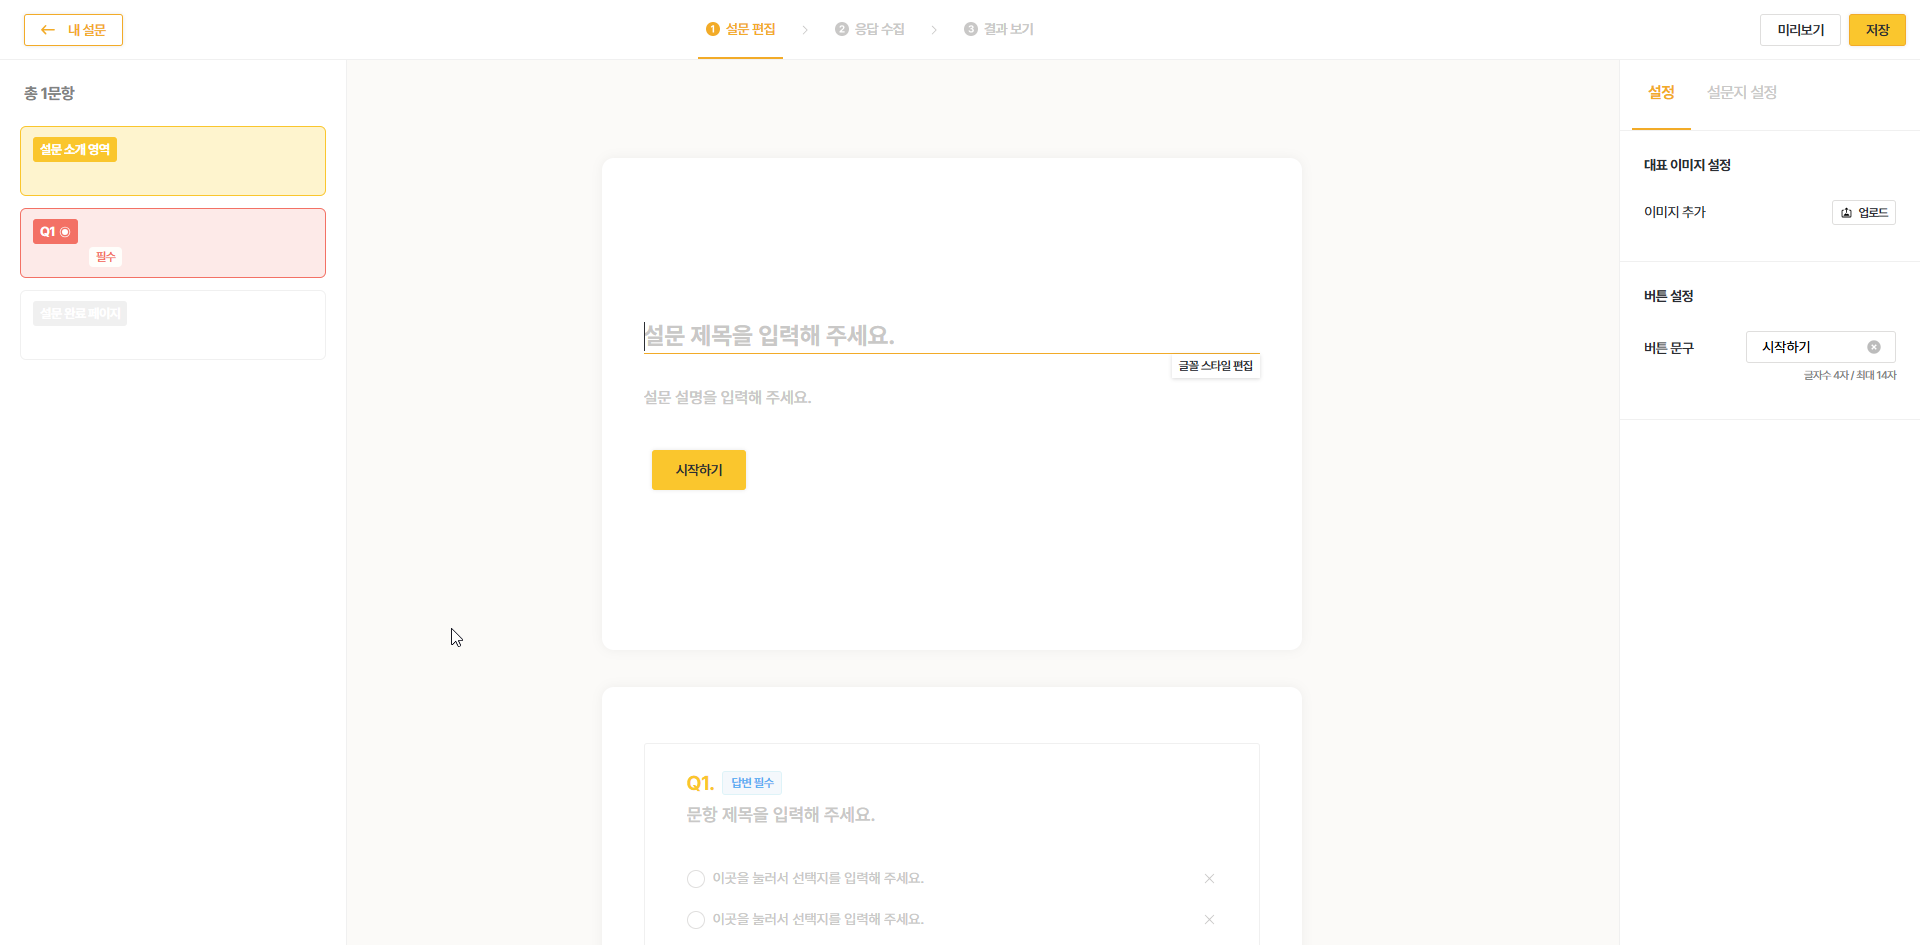 ← 내 설문
1 설문 편집 > 2 응답 수집 > 3 결과 보기
미리보기
저장
총 1문항
설문 소개 영역
Q1
필수
설문 완료 페이지
설문 제목을 입력해 주세요.
글꼴 스타일 편집
설문 설명을 입력해 주세요.
시작하기
Q1. 답변 필수
문항 제목을 입력해 주세요.
이곳을 눌러서 선택지를 입력해 주세요.
이곳을 눌러서 선택지를 입력해 주세요.
설정 설문지 설정
대표 이미지 설정
이미지 추가 업로드
버튼 설정
버튼 문구 시작하기
글자수 4자 / 최대 14자